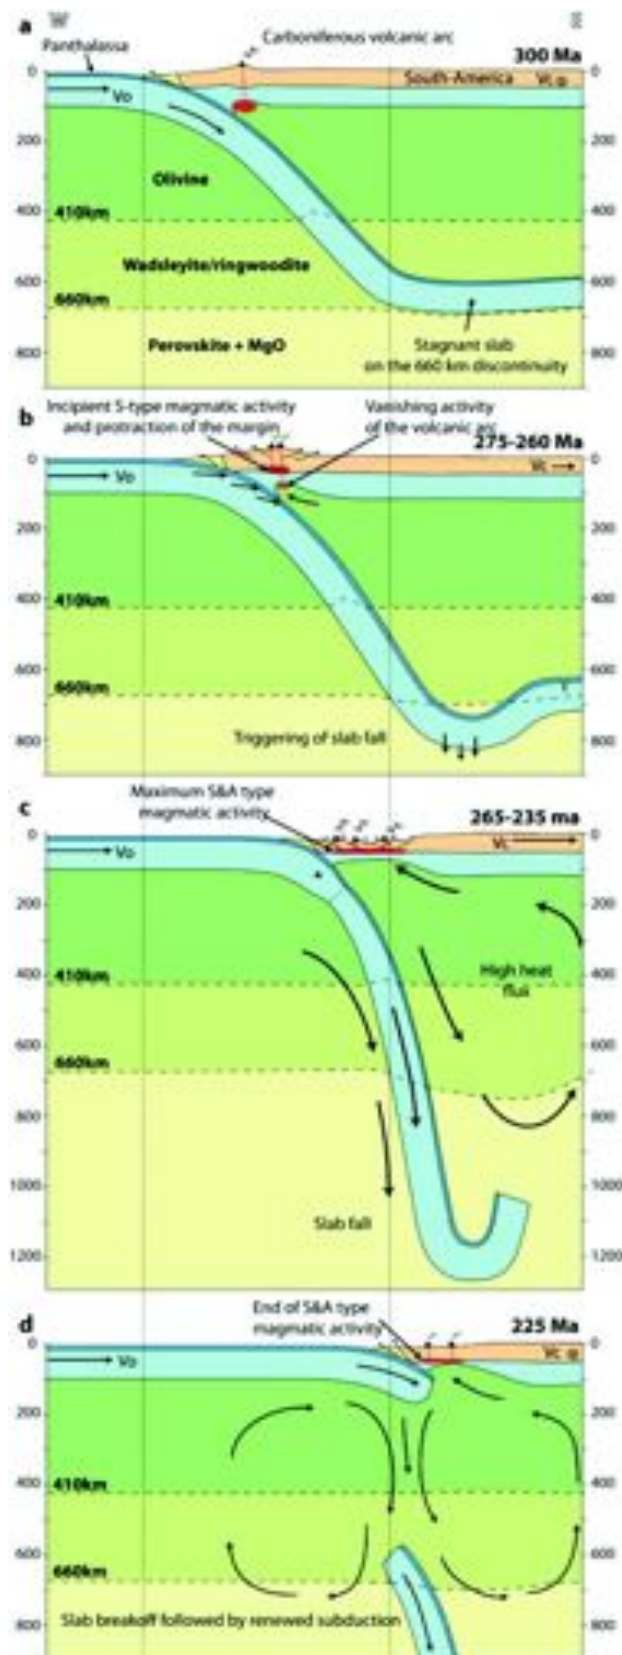 W E
a
Panthalassa
Carboniferous volcanic arc
300 Ma
0 South-America Vc φ 0
Vo
200 200
Olivine
400 400
410km
Wadsleyite/ringwoodite
600 600
660km
Perovskite + MgO
Stagnant slab
on the 660 km discontinuity
800 800
b
Incipient S-type magmatic activity
and protraction of the margin
Vanishing activity
of the volcanic arc
275-260 Ma
0 Vc 0
Vo
200 200
400 400
410km
600 600
660km
Triggering of slab fall
800 800
c
Maximum S&A type
magmatic activity
265-235 ma
0 Vc 0
Vo
200 200
High heat
flux
400 400
410km
600 600
660km
800 800
1000 1000
Slab fall
1200 1200
d
End of S&A type
magmatic activity
225 Ma
0 Vc φ 0
Vo
200 200
400 400
410km
600 600
660km
Slab breakoff followed by renewed subduction
800 800